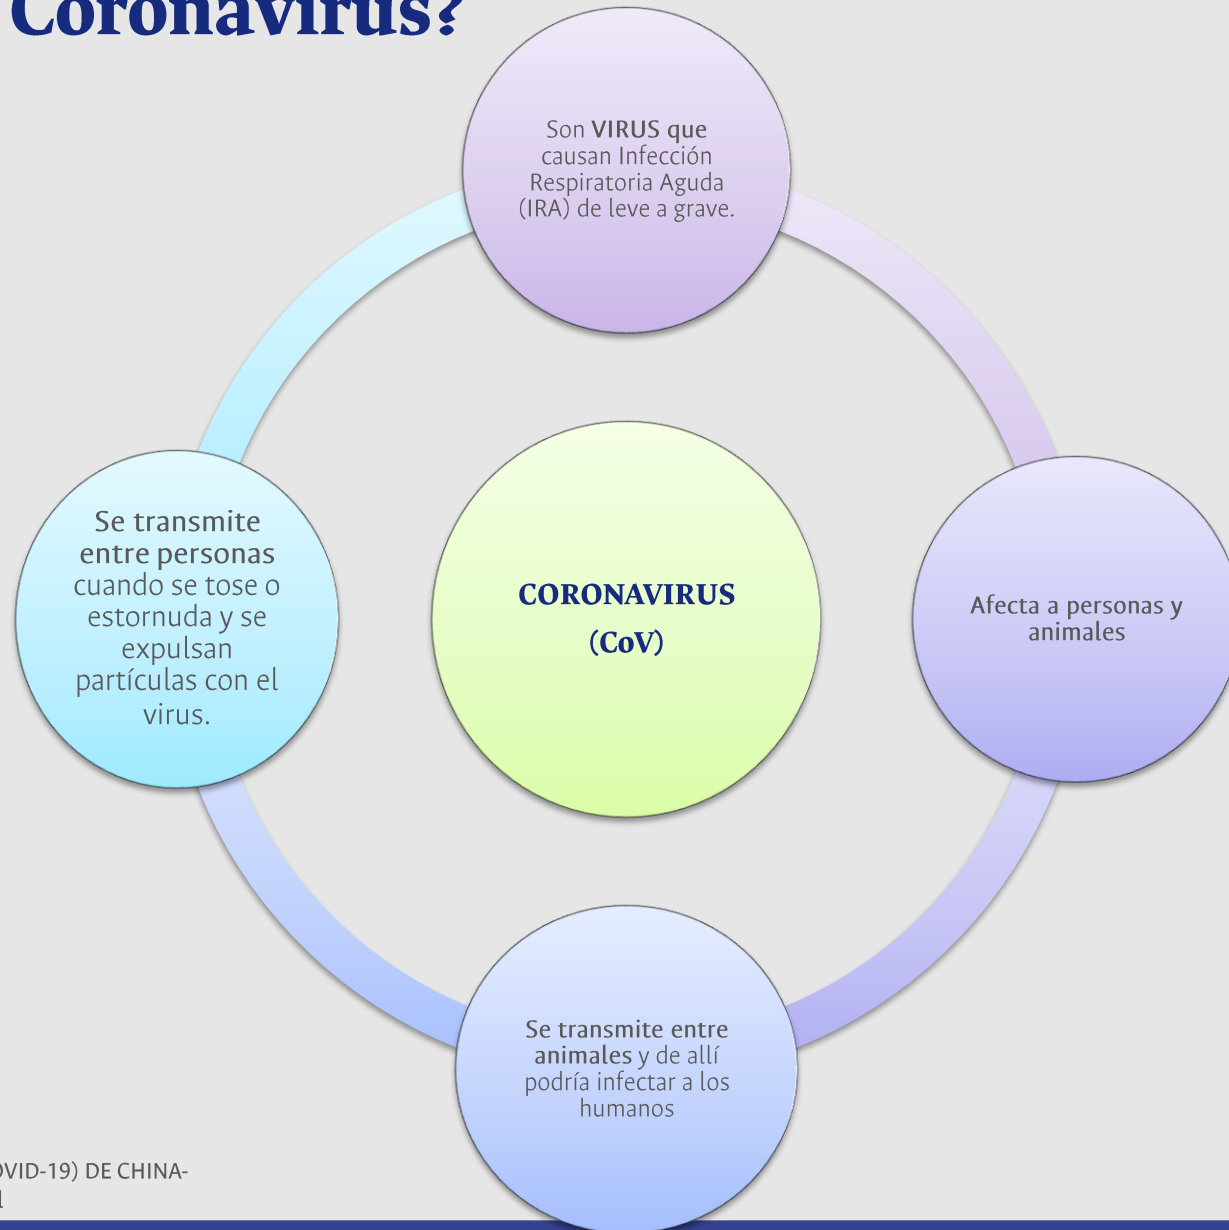 Coronavirus?
Son VIRUS que
causan Infección
Respiratoria Aguda
(IRA) de leve a grave.
Afecta a personas y
animales
Se transmite entre
animales y de allí
podría infectar a los
humanos
Se transmite
entre personas
cuando se tose o
estornuda y se
expulsan
partículas con el
virus.
CORONAVIRUS
(CoV)
OVID-19) DE CHINA-